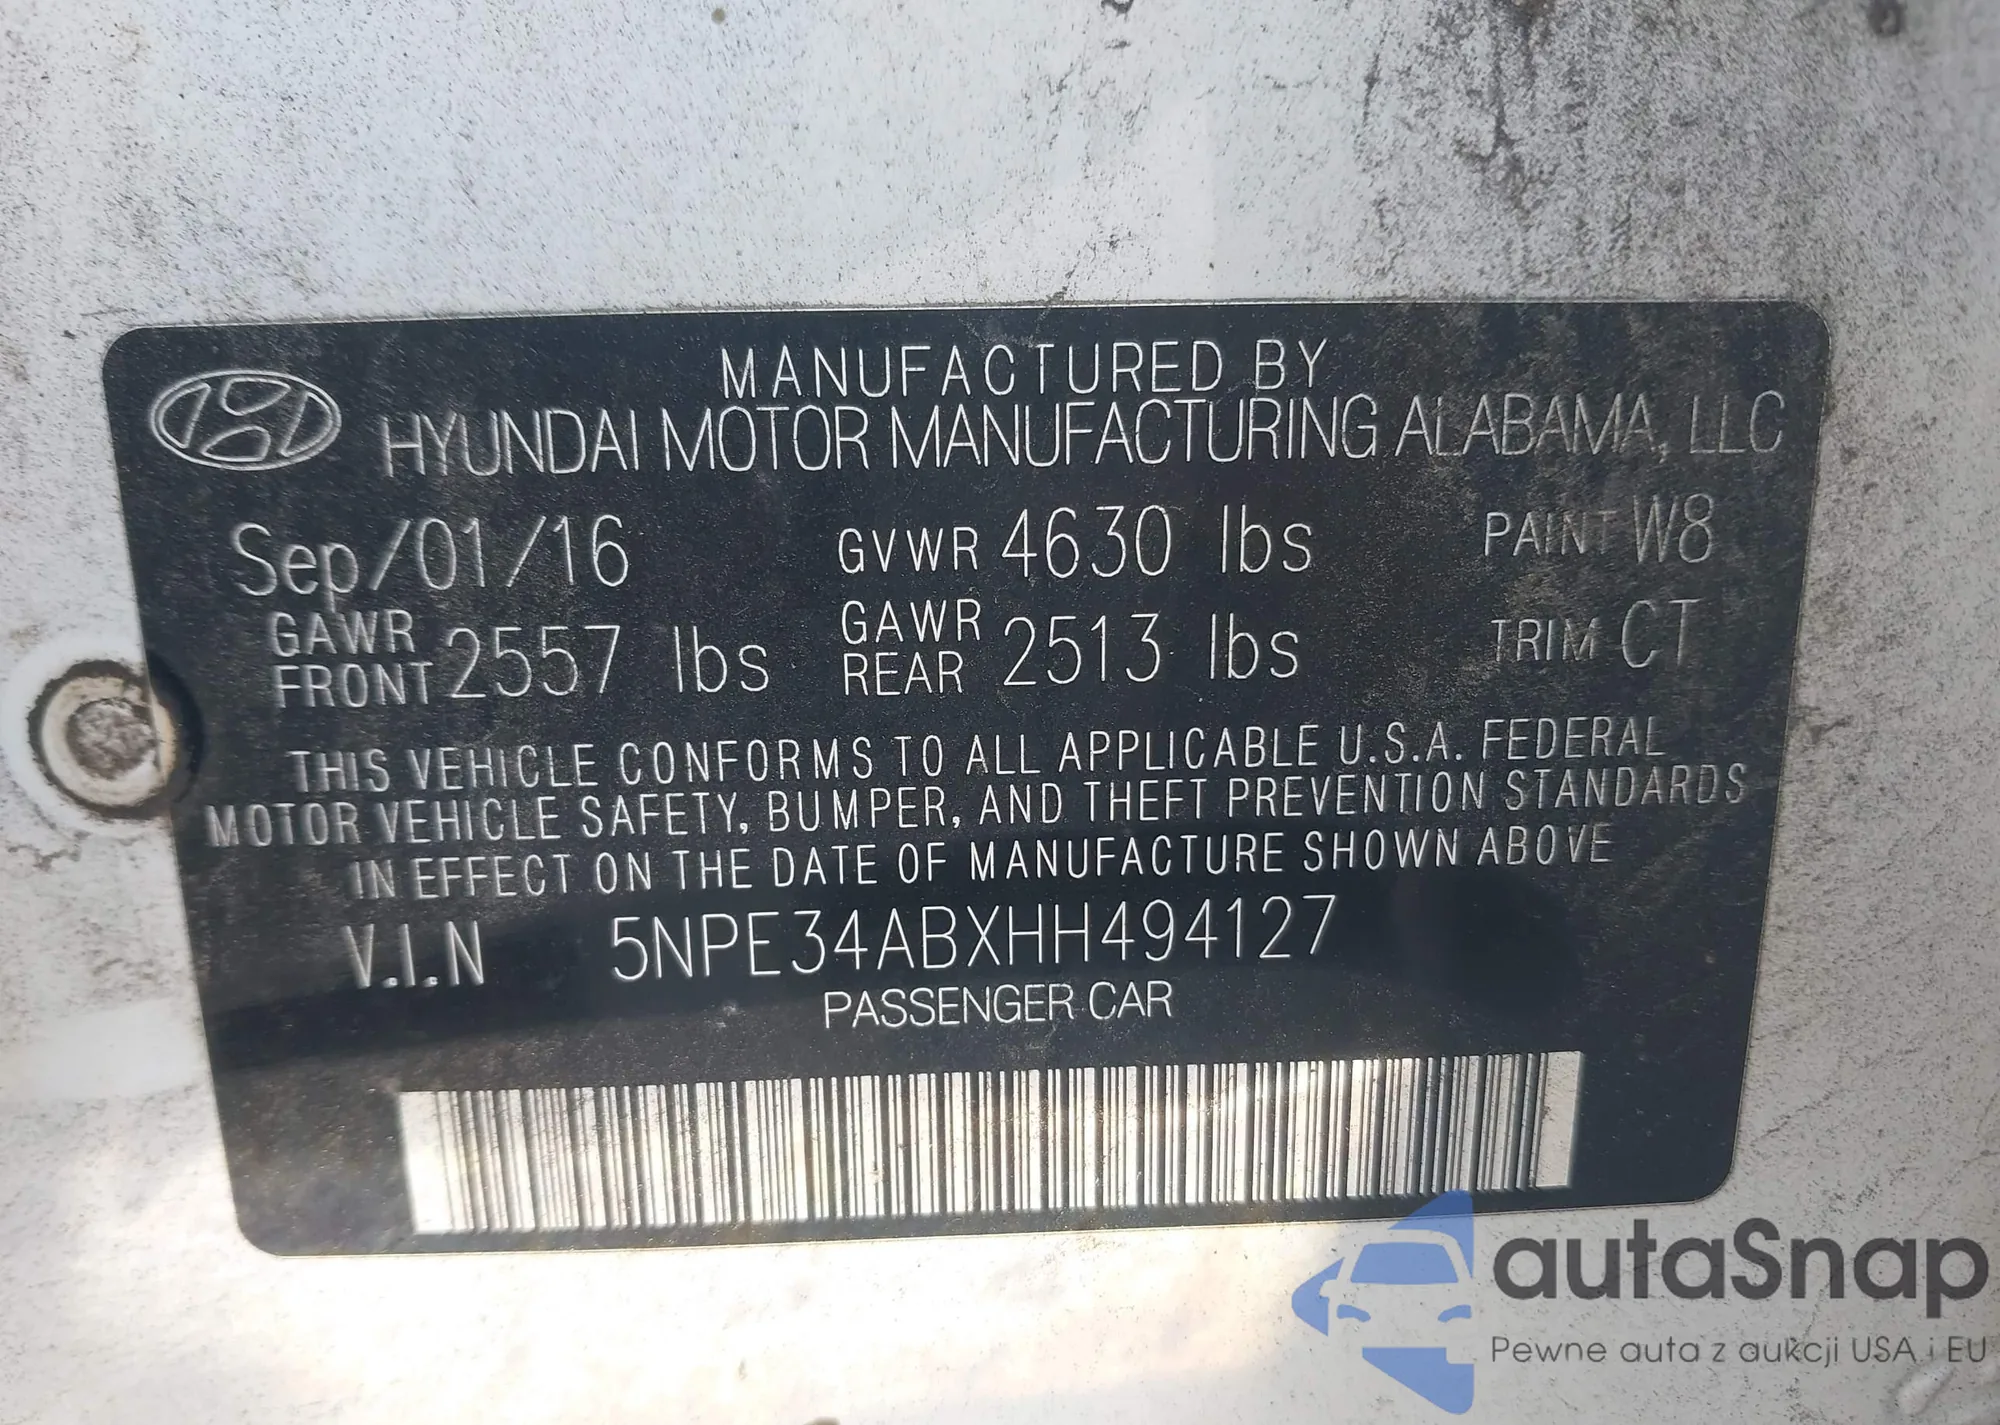 MANUFACTURED BY
HYUNDAI MOTOR MANUFACTURING ALABAMA, LLC
Sep/01/16 GVWR 4630 lbs PAINT W8
GAWR FRONT 2557 lbs GAWR REAR 2513 lbs TRIM CT
THIS VEHICLE CONFORMS TO ALL APPLICABLE U.S.A. FEDERAL
MOTOR VEHICLE SAFETY, BUMPER, AND THEFT PREVENTION STANDARDS
IN EFFECT ON THE DATE OF MANUFACTURE SHOWN ABOVE
V.I.N 5NPE34ABXHH494127
PASSENGER CAR
autaSnap
Pewne auta z aukcji USA i EU